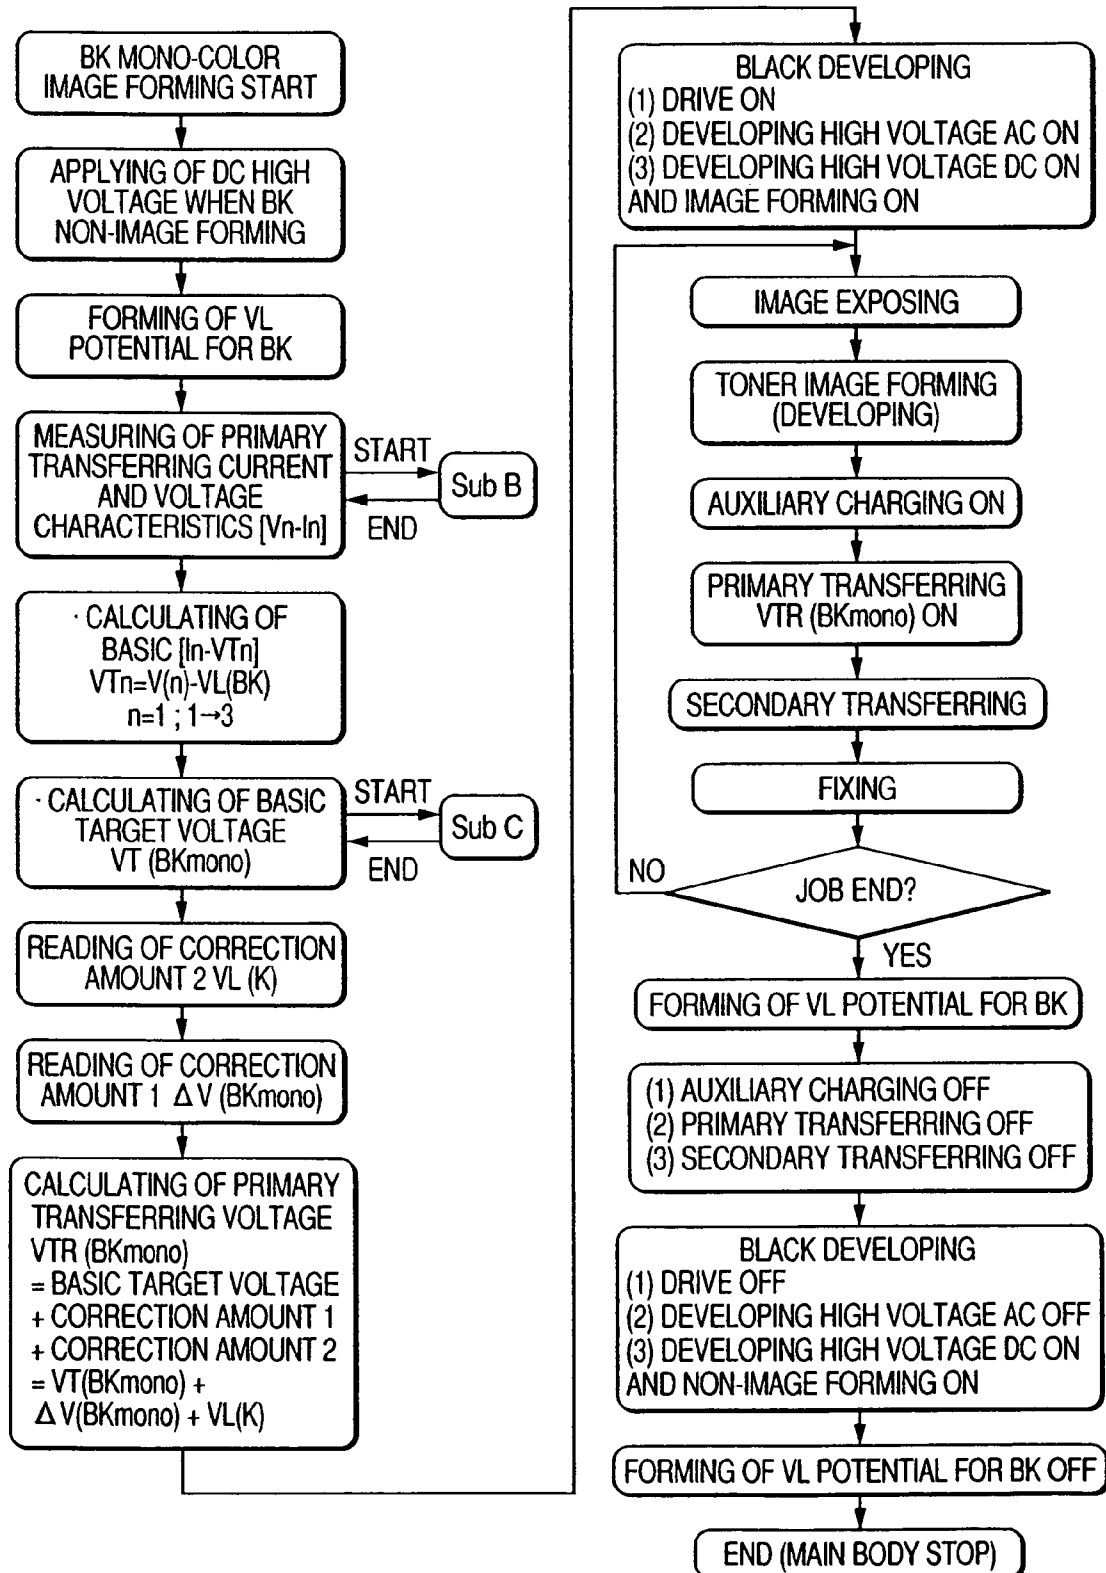 BK MONO-COLOR
IMAGE FORMING START
APPLYING OF DC HIGH
VOLTAGE WHEN BK
NON-IMAGE FORMING
FORMING OF VL
POTENTIAL FOR BK
MEASURING OF PRIMARY
TRANSFERRING CURRENT
AND VOLTAGE
CHARACTERISTICS [Vn-In]
START
Sub B
END
· CALCULATING OF
BASIC [In-VTn]
VTn=V(n)-VL(BK)
n=1 ; 1→3
· CALCULATING OF BASIC
TARGET VOLTAGE
VT (BKmono)
START
Sub C
END
READING OF CORRECTION
AMOUNT 2 VL (K)
READING OF CORRECTION
AMOUNT 1 ΔV (BKmono)
CALCULATING OF PRIMARY
TRANSFERRING VOLTAGE
VTR (BKmono)
= BASIC TARGET VOLTAGE
+ CORRECTION AMOUNT 1
+ CORRECTION AMOUNT 2
= VT(BKmono) +
ΔV(BKmono) + VL(K)
BLACK DEVELOPING
(1) DRIVE ON
(2) DEVELOPING HIGH VOLTAGE AC ON
(3) DEVELOPING HIGH VOLTAGE DC ON
AND IMAGE FORMING ON
IMAGE EXPOSING
TONER IMAGE FORMING
(DEVELOPING)
AUXILIARY CHARGING ON
PRIMARY TRANSFERRING
VTR (BKmono) ON
SECONDARY TRANSFERRING
FIXING
JOB END?
NO
YES
FORMING OF VL POTENTIAL FOR BK
(1) AUXILIARY CHARGING OFF
(2) PRIMARY TRANSFERRING OFF
(3) SECONDARY TRANSFERRING OFF
BLACK DEVELOPING
(1) DRIVE OFF
(2) DEVELOPING HIGH VOLTAGE AC OFF
(3) DEVELOPING HIGH VOLTAGE DC ON
AND NON-IMAGE FORMING ON
FORMING OF VL POTENTIAL FOR BK OFF
END (MAIN BODY STOP)